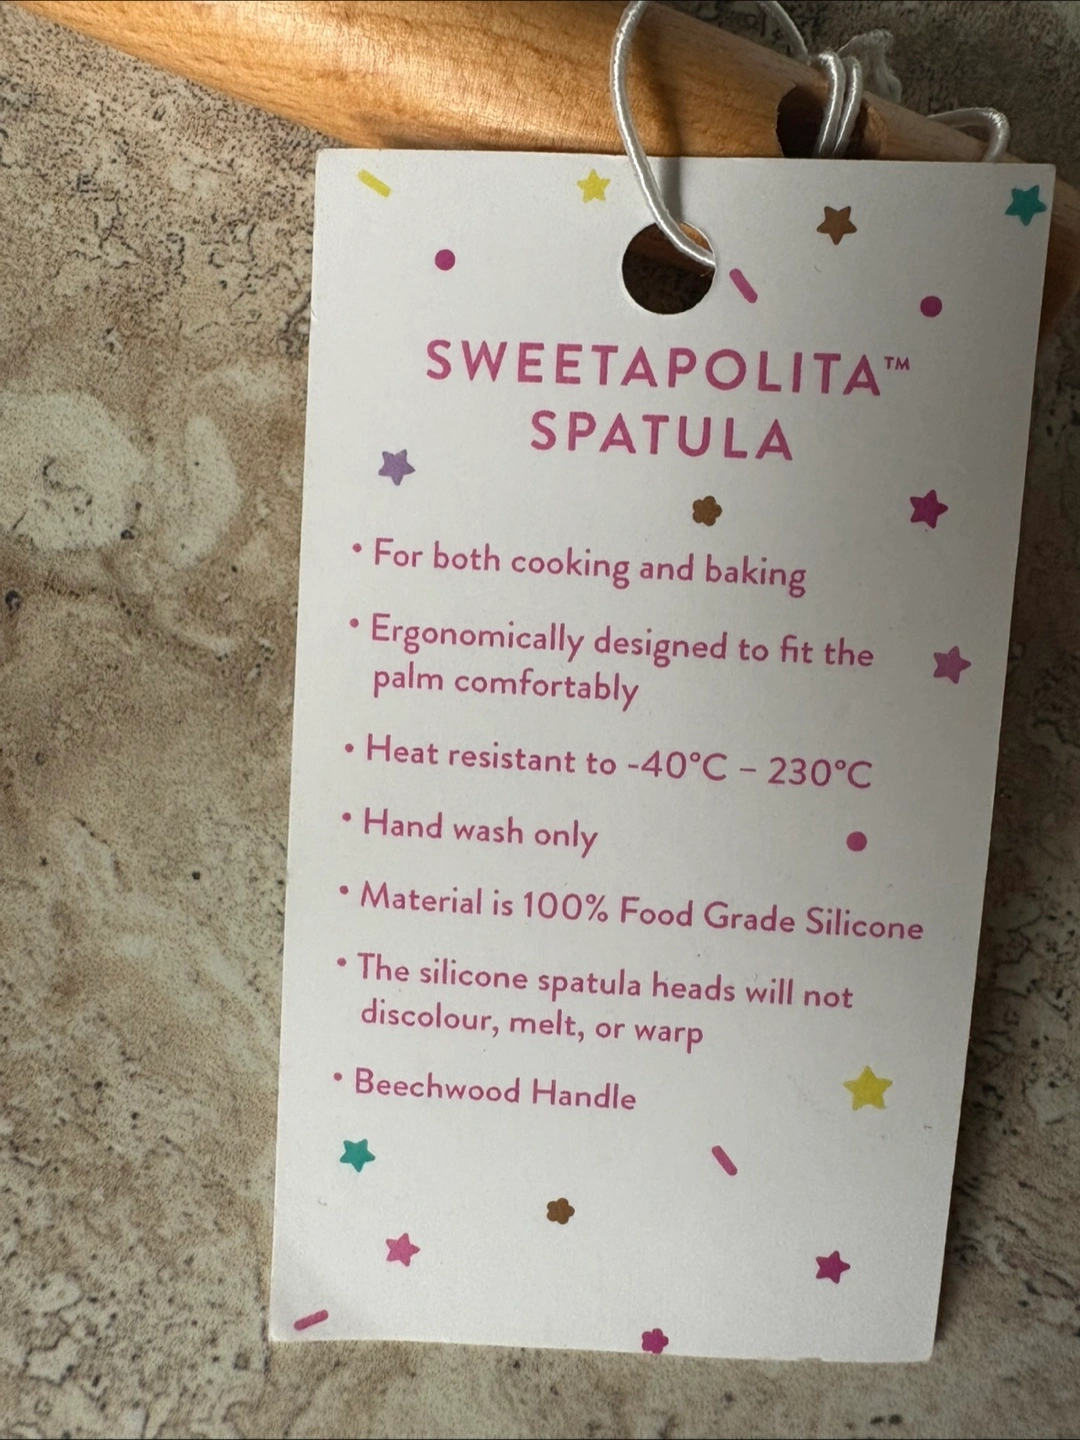 SWEETAPOLITA™
SPATULA
• For both cooking and baking
• Ergonomically designed to fit the
palm comfortably
• Heat resistant to -40°C – 230°C
• Hand wash only
• Material is 100% Food Grade Silicone
• The silicone spatula heads will not
discolour, melt, or warp
• Beechwood Handle